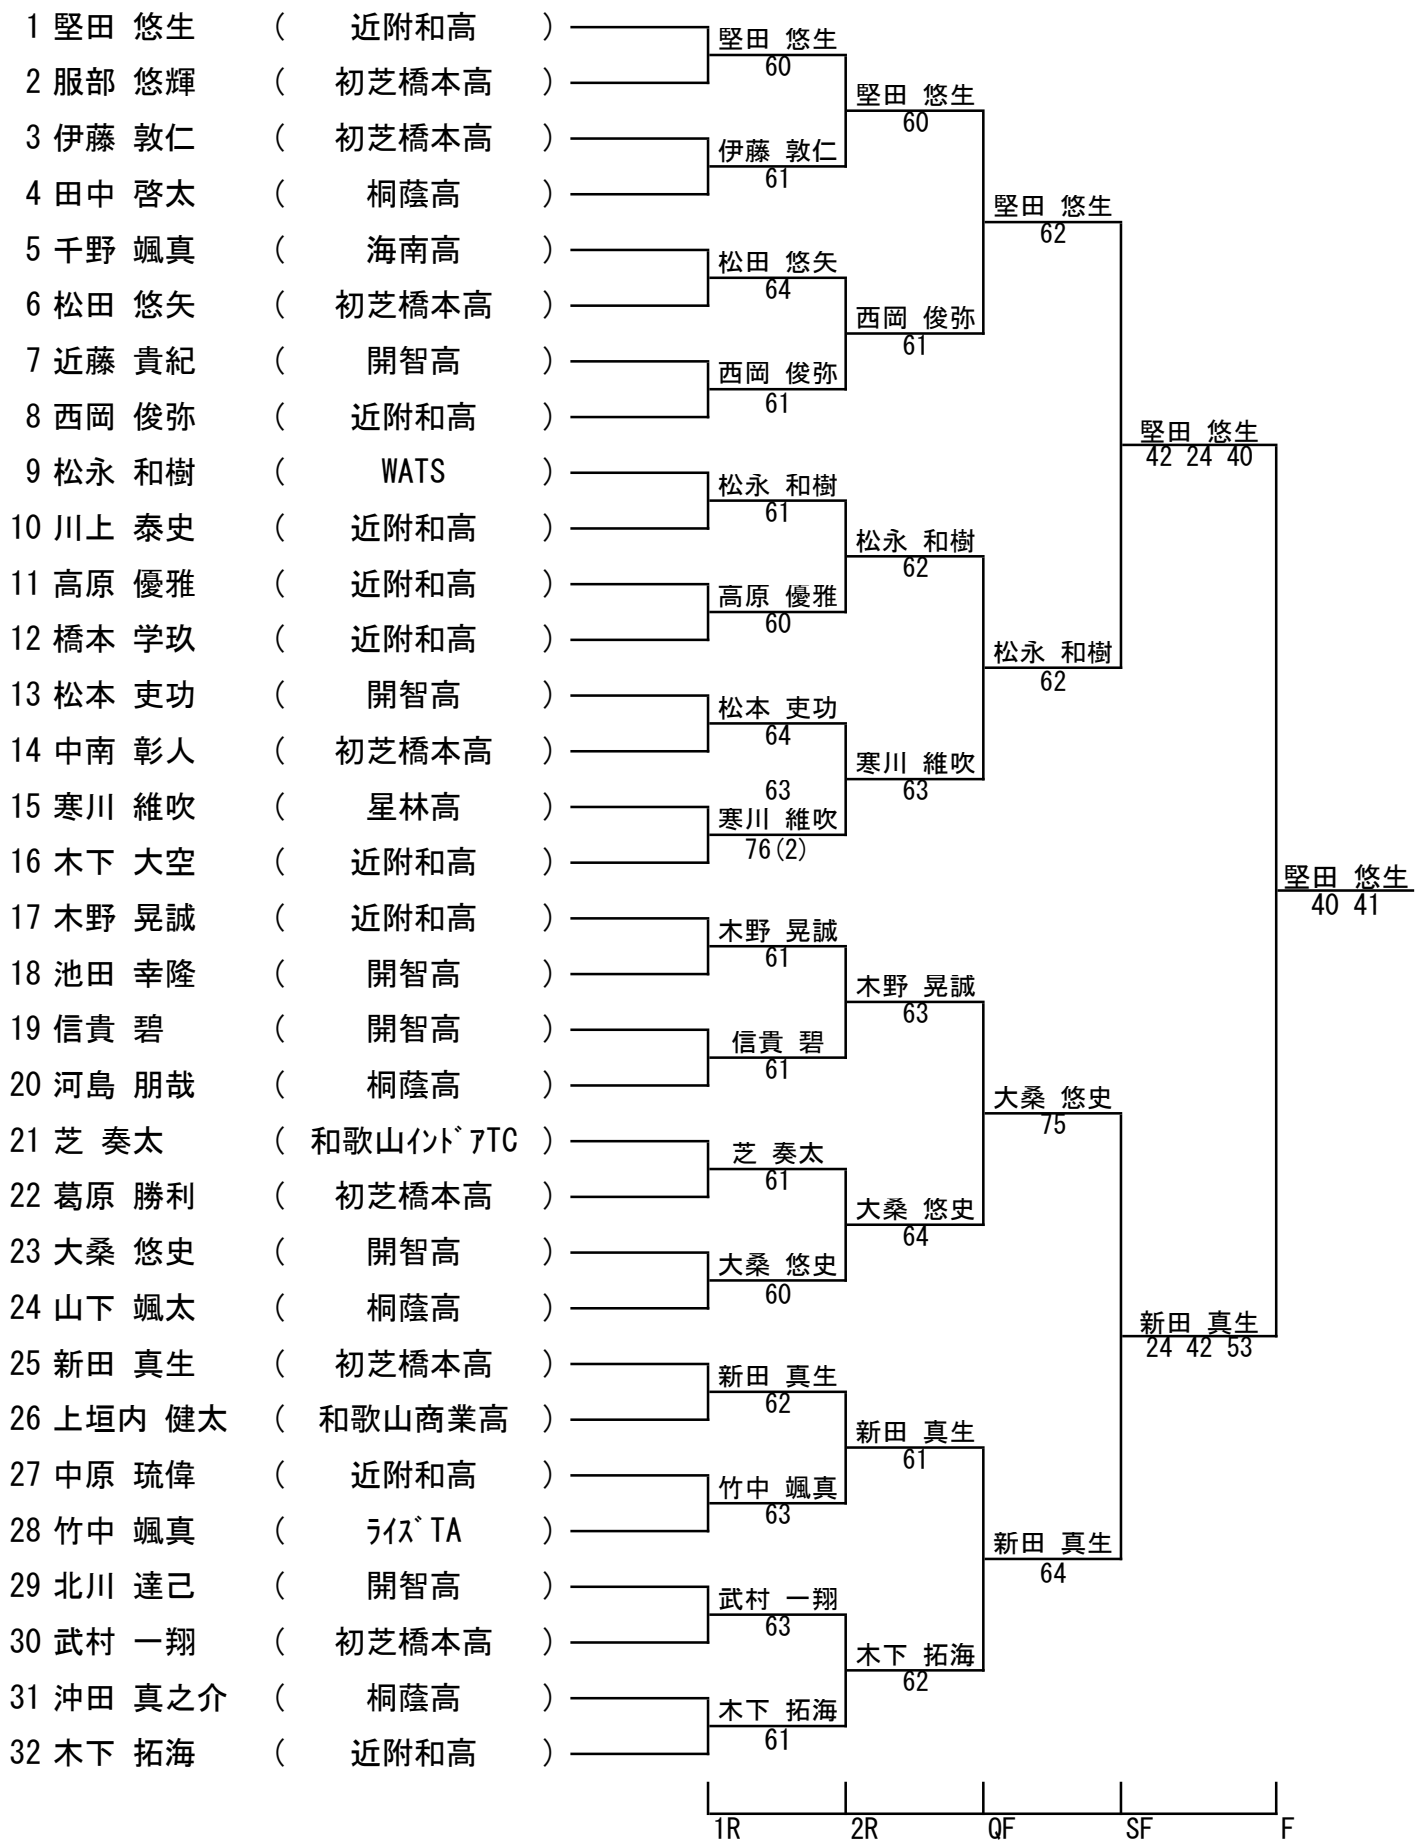 1 堅田 悠生 ( 近附和高 )
2 服部 悠輝 ( 初芝橋本高 )
3 伊藤 敦仁 ( 初芝橋本高 )
4 田中 啓太 ( 桐蔭高 )
5 千野 颯真 ( 海南高 )
6 松田 悠矢 ( 初芝橋本高 )
7 近藤 貴紀 ( 開智高 )
8 西岡 俊弥 ( 近附和高 )
9 松永 和樹 ( WATS )
10 川上 泰史 ( 近附和高 )
11 高原 優雅 ( 近附和高 )
12 橋本 学玖 ( 近附和高 )
13 松本 吏功 ( 開智高 )
14 中南 彰人 ( 初芝橋本高 )
15 寒川 維吹 ( 星林高 )
16 木下 大空 ( 近附和高 )
17 木野 晃誠 ( 近附和高 )
18 池田 幸隆 ( 開智高 )
19 信貴 碧 ( 開智高 )
20 河島 朋哉 ( 桐蔭高 )
21 芝 奏太 ( 和歌山ｲﾝﾄﾞｱTC )
22 葛原 勝利 ( 初芝橋本高 )
23 大桑 悠史 ( 開智高 )
24 山下 颯太 ( 桐蔭高 )
25 新田 真生 ( 初芝橋本高 )
26 上垣内 健太 ( 和歌山商業高 )
27 中原 琉偉 ( 近附和高 )
28 竹中 颯真 ( ﾗｲｽﾞTA )
29 北川 達己 ( 開智高 )
30 武村 一翔 ( 初芝橋本高 )
31 沖田 真之介 ( 桐蔭高 )
32 木下 拓海 ( 近附和高 )
堅田 悠生
60
伊藤 敦仁
61
松田 悠矢
64
西岡 俊弥
61
松永 和樹
61
高原 優雅
60
松本 吏功
64
63
寒川 維吹
76(2)
木野 晃誠
61
信貴 碧
61
芝 奏太
61
大桑 悠史
60
新田 真生
62
竹中 颯真
63
武村 一翔
63
木下 拓海
61
堅田 悠生
60
西岡 俊弥
61
松永 和樹
62
寒川 維吹
63
木野 晃誠
63
大桑 悠史
64
新田 真生
61
木下 拓海
62
堅田 悠生
62
松永 和樹
62
大桑 悠史
75
新田 真生
64
堅田 悠生
42 24 40
新田 真生
24 42 53
堅田 悠生
40 41
1R 2R QF SF F